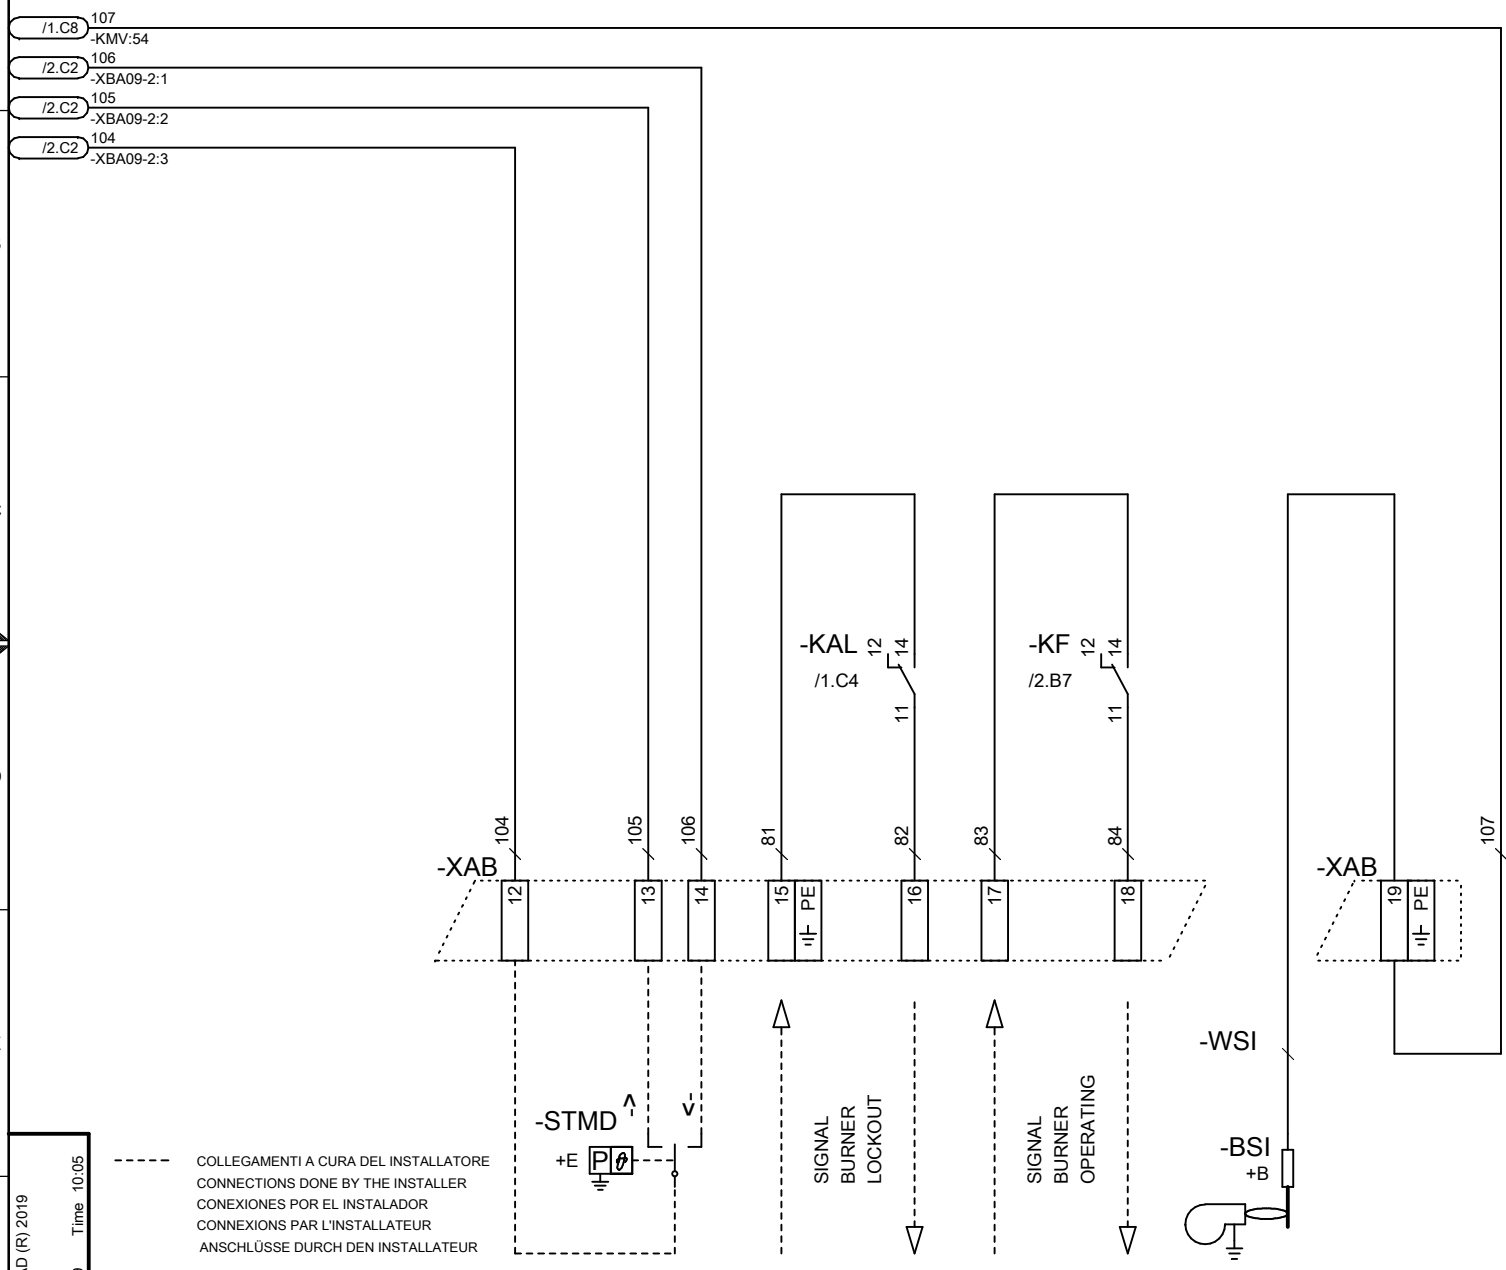 /1.C8
107
-KMV:54
/2.C2
106
-XBA09-2:1
/2.C2
105
-XBA09-2:2
/2.C2
104
-XBA09-2:3
-KAL
12
14
/1.C4
11
-KF
12
14
/2.B7
11
104
105
106
81
82
83
84
107
-XAB
12
13
14
15
PE
16
17
18
-XAB
19
PE
-WSI
-STMD
+E
P
SIGNAL
BURNER
LOCKOUT
SIGNAL
BURNER
OPERATING
-BSI
+B
COLLEGAMENTI A CURA DEL INSTALLATORE
CONNECTIONS DONE BY THE INSTALLER
CONEXIONES POR EL INSTALADOR
CONNEXIONS PAR L'INSTALLATEUR
ANSCHLÜSSE DURCH DEN INSTALLATEUR
(R) 2019
Time 10:05